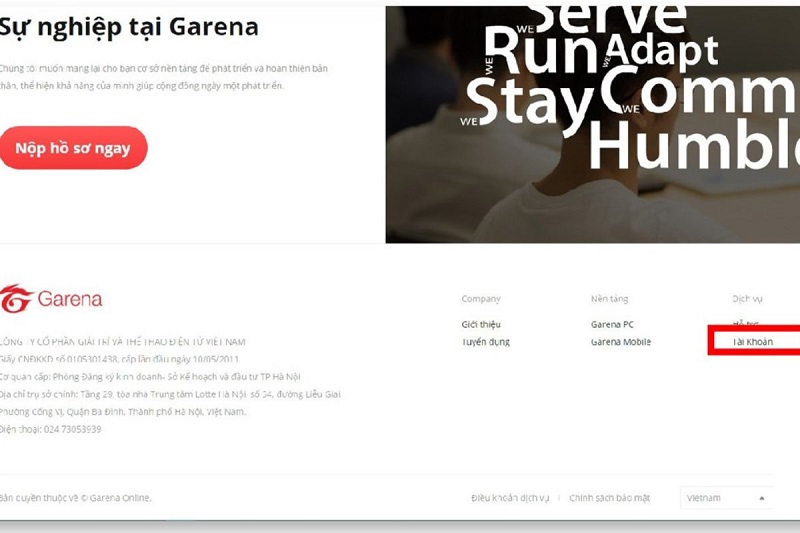 Sự nghiệp tại Garena
Chúng tôi muốn mang lại cho bạn cơ sở nền tảng để phát triển và hoàn thiện bản
thân, thể hiện khả năng của mình giúp cộng đồng ngày một phát triển.
Nộp hồ sơ ngay
WE Serve
WE Run
WE Adapt
WE Stay
WE Comm
Humble
Garena
CÔNG TY CỔ PHẦN GIẢI TRÍ VÀ THỂ THAO ĐIỆN TỬ VIỆT NAM
Giấy CNĐKKD số 0105301438, cấp lần đầu ngày 10/05/2011
Cơ quan cấp: Phòng Đăng ký kinh doanh- Sở Kế hoạch và đầu tư TP Hà Nội
Địa chỉ trụ sở chính: Tầng 29, tòa nhà Trung tâm Lotte Hà Nội, số 54, đường Liễu Giai
Phường Cống Vị, Quận Ba Đình, Thành phố Hà Nội, Việt Nam.
Điện thoại: 024 73053939
Company
Giới thiệu
Tuyển dụng
Nền tảng
Garena PC
Garena Mobile
Dịch vụ
Hỗ trợ
Tài Khoản
Bản quyền thuộc về © Garena Online.
Điều khoản dịch vụ | Chính sách bảo mật
Vietnam